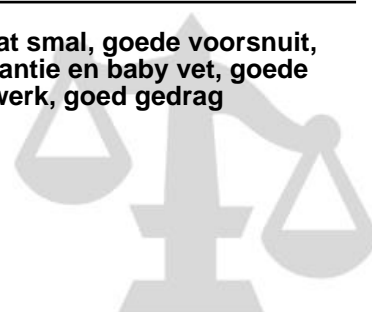 at smal, goede voorsnuit,
antie en baby vet, goede
werk, goed gedrag